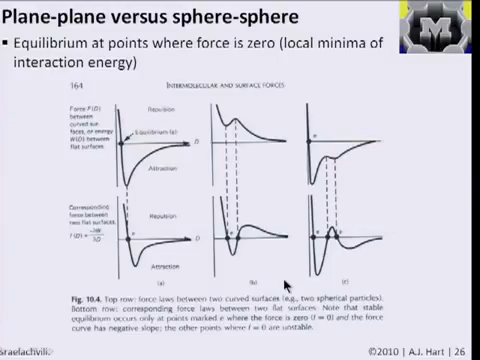 Plane-plane versus sphere-sphere
Equilibrium at points where force is zero (local minima of
interaction energy)
M
164 INTERMOLECULAR AND SURFACE FORCES
Force F(D)
between
curved sur-
faces, or energy
W(D) between
flat surfaces.
Repulsion
Equilibrium (e)
D
Attraction
Corresponding
force between
two flat surfaces.
Repulsion
D
Attraction
(a) (b) (c)
Fig. 10.4. Top row: force laws between two curved surfaces (e.g., two spherical particles).
Bottom row: corresponding force laws between two flat surfaces. Note that stable
equilibrium occurs only at points marked e where the force is zero (f = 0) and the force
curve has negative slope; the other points where f = 0 are unstable.
©2010 | A.J. Hart | 26